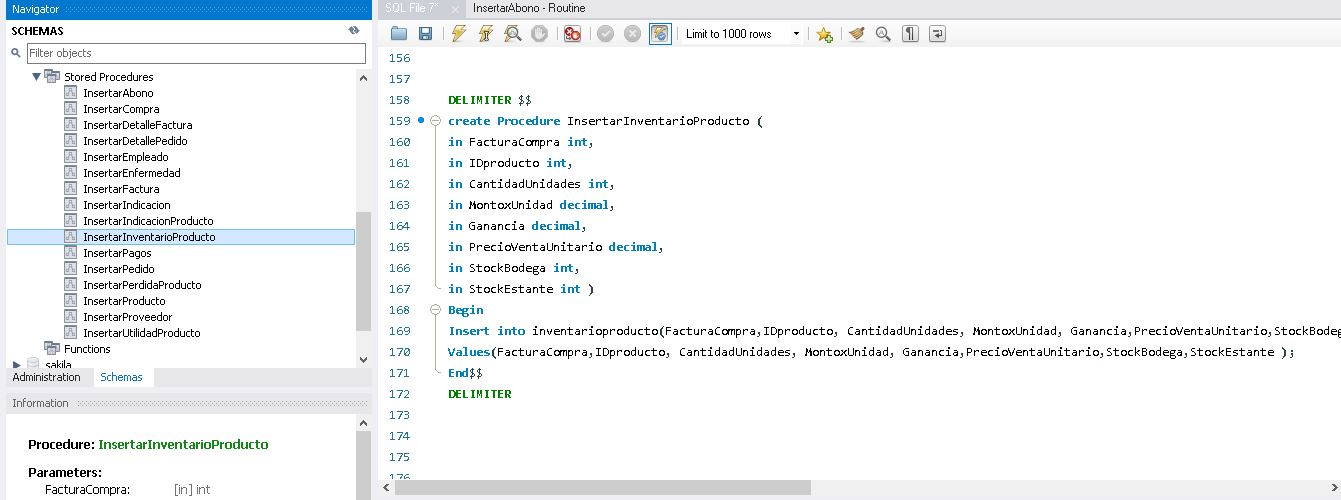 Navigator
SCHEMAS
Filter objects
Stored Procedures
InsertarAbono
InsertarCompra
InsertarDetalleFactura
InsertarDetallePedido
InsertarEmpleado
InsertarEnfermedad
InsertarFactura
InsertarIndicacion
InsertarIndicacionProducto
InsertarInventarioProducto
InsertarPagos
InsertarPedido
InsertarPerdidaProducto
InsertarProducto
InsertarProveedor
InsertarUtilidadProducto
Functions
sakila
Administration Schemas
Information
Procedure: InsertarInventarioProducto
Parameters:
FacturaCompra: [in] int
SQL File 7* InsertarAbono - Routine
Limit to 1000 rows
156
157
158 DELIMITER $$
159 create Procedure InsertarInventarioProducto (
160 in FacturaCompra int,
161 in IDproducto int,
162 in CantidadUnidades int,
163 in MontoxUnidad decimal,
164 in Ganancia decimal,
165 in PrecioVentaUnitario decimal,
166 in StockBodega int,
167 in StockEstante int )
168 Begin
169 Insert into inventarioproducto(FacturaCompra,IDproducto, CantidadUnidades, MontoxUnidad, Ganancia,PrecioVentaUnitario,StockBodeg
170 Values(FacturaCompra,IDproducto, CantidadUnidades, MontoxUnidad, Ganancia,PrecioVentaUnitario,StockBodega,StockEstante );
171 End$$
172 DELIMITER
173
174
175
176